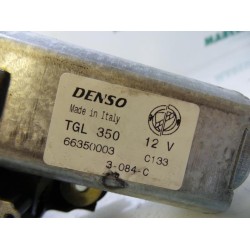 DENSO
Made in Italy
TGL 350 12 V
66350003 C133
3-084-C